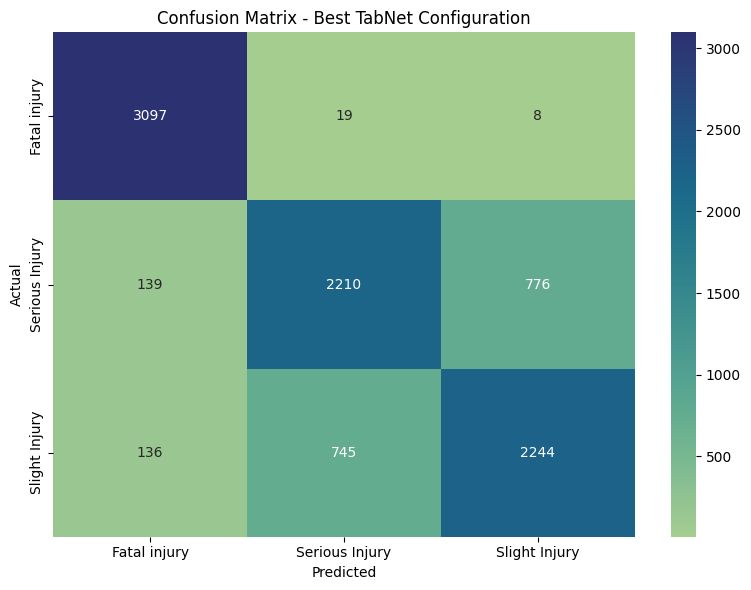 Confusion Matrix - Best TabNet Configuration
Actual
Fatal injury
3097 19 8
Serious Injury
139 2210 776
Slight Injury
136 745 2244
Fatal injury Serious Injury Slight Injury
Predicted
3000
2500
2000
1500
1000
500